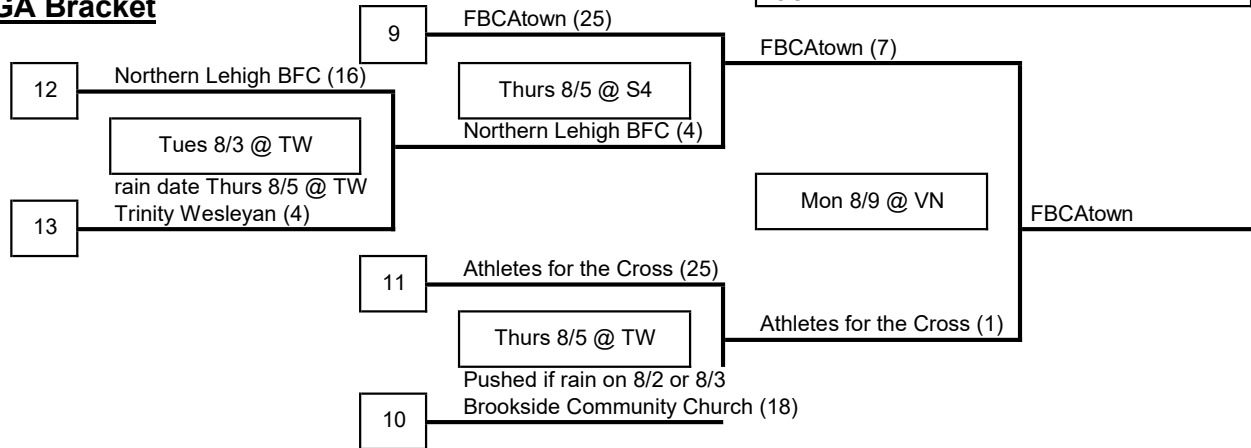 GA Bracket
9
FBCAtown (25)
FBCAtown (7)
12
Northern Lehigh BFC (16)
Thurs 8/5 @ S4
Northern Lehigh BFC (4)
Tues 8/3 @ TW
rain date Thurs 8/5 @ TW
13
Trinity Wesleyan (4)
Mon 8/9 @ VN
FBCAtown
11
Athletes for the Cross (25)
Thurs 8/5 @ TW
Athletes for the Cross (1)
Pushed if rain on 8/2 or 8/3
10
Brookside Community Church (18)